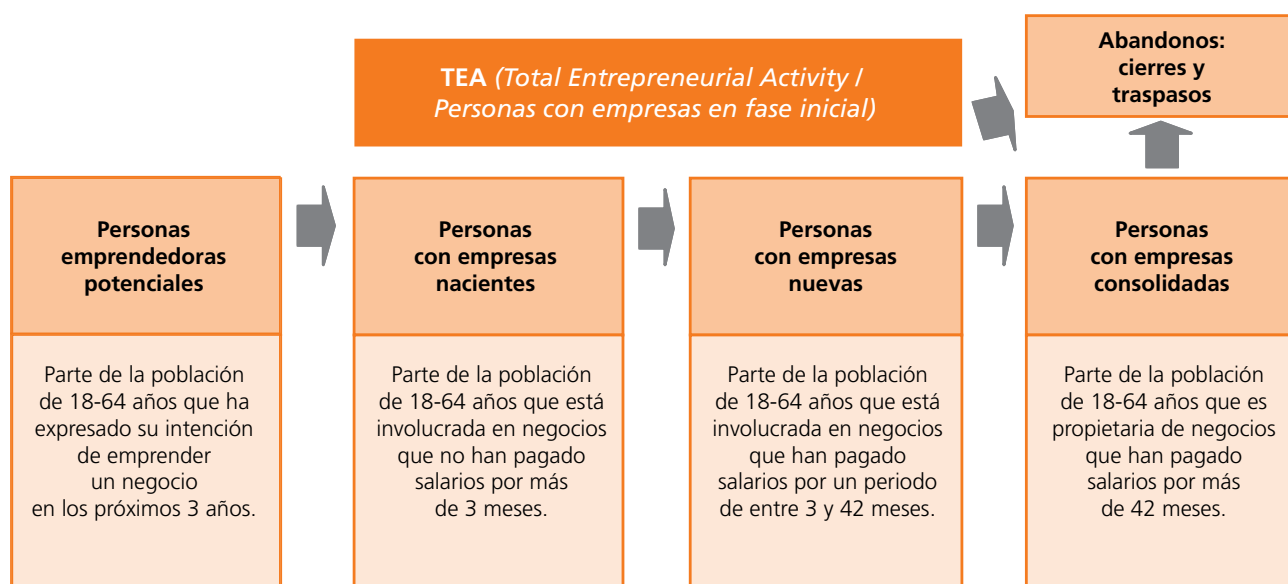 TEA (Total Entrepreneurial Activity /
Personas con empresas en fase inicial)
Abandonos:
cierres y
traspasos
Personas
emprendedoras
potenciales
Parte de la población
de 18-64 años que ha
expresado su intención
de emprender
un negocio
en los próximos 3 años.
Personas
con empresas
nacientes
Parte de la población
de 18-64 años que está
involucrada en negocios
que no han pagado
salarios por más
de 3 meses.
Personas
con empresas
nuevas
Parte de la población
de 18-64 años que está
involucrada en negocios
que han pagado
salarios por un periodo
de entre 3 y 42 meses.
Personas
con empresas
consolidadas
Parte de la población
de 18-64 años que es
propietaria de negocios
que han pagado
salarios por más
de 42 meses.